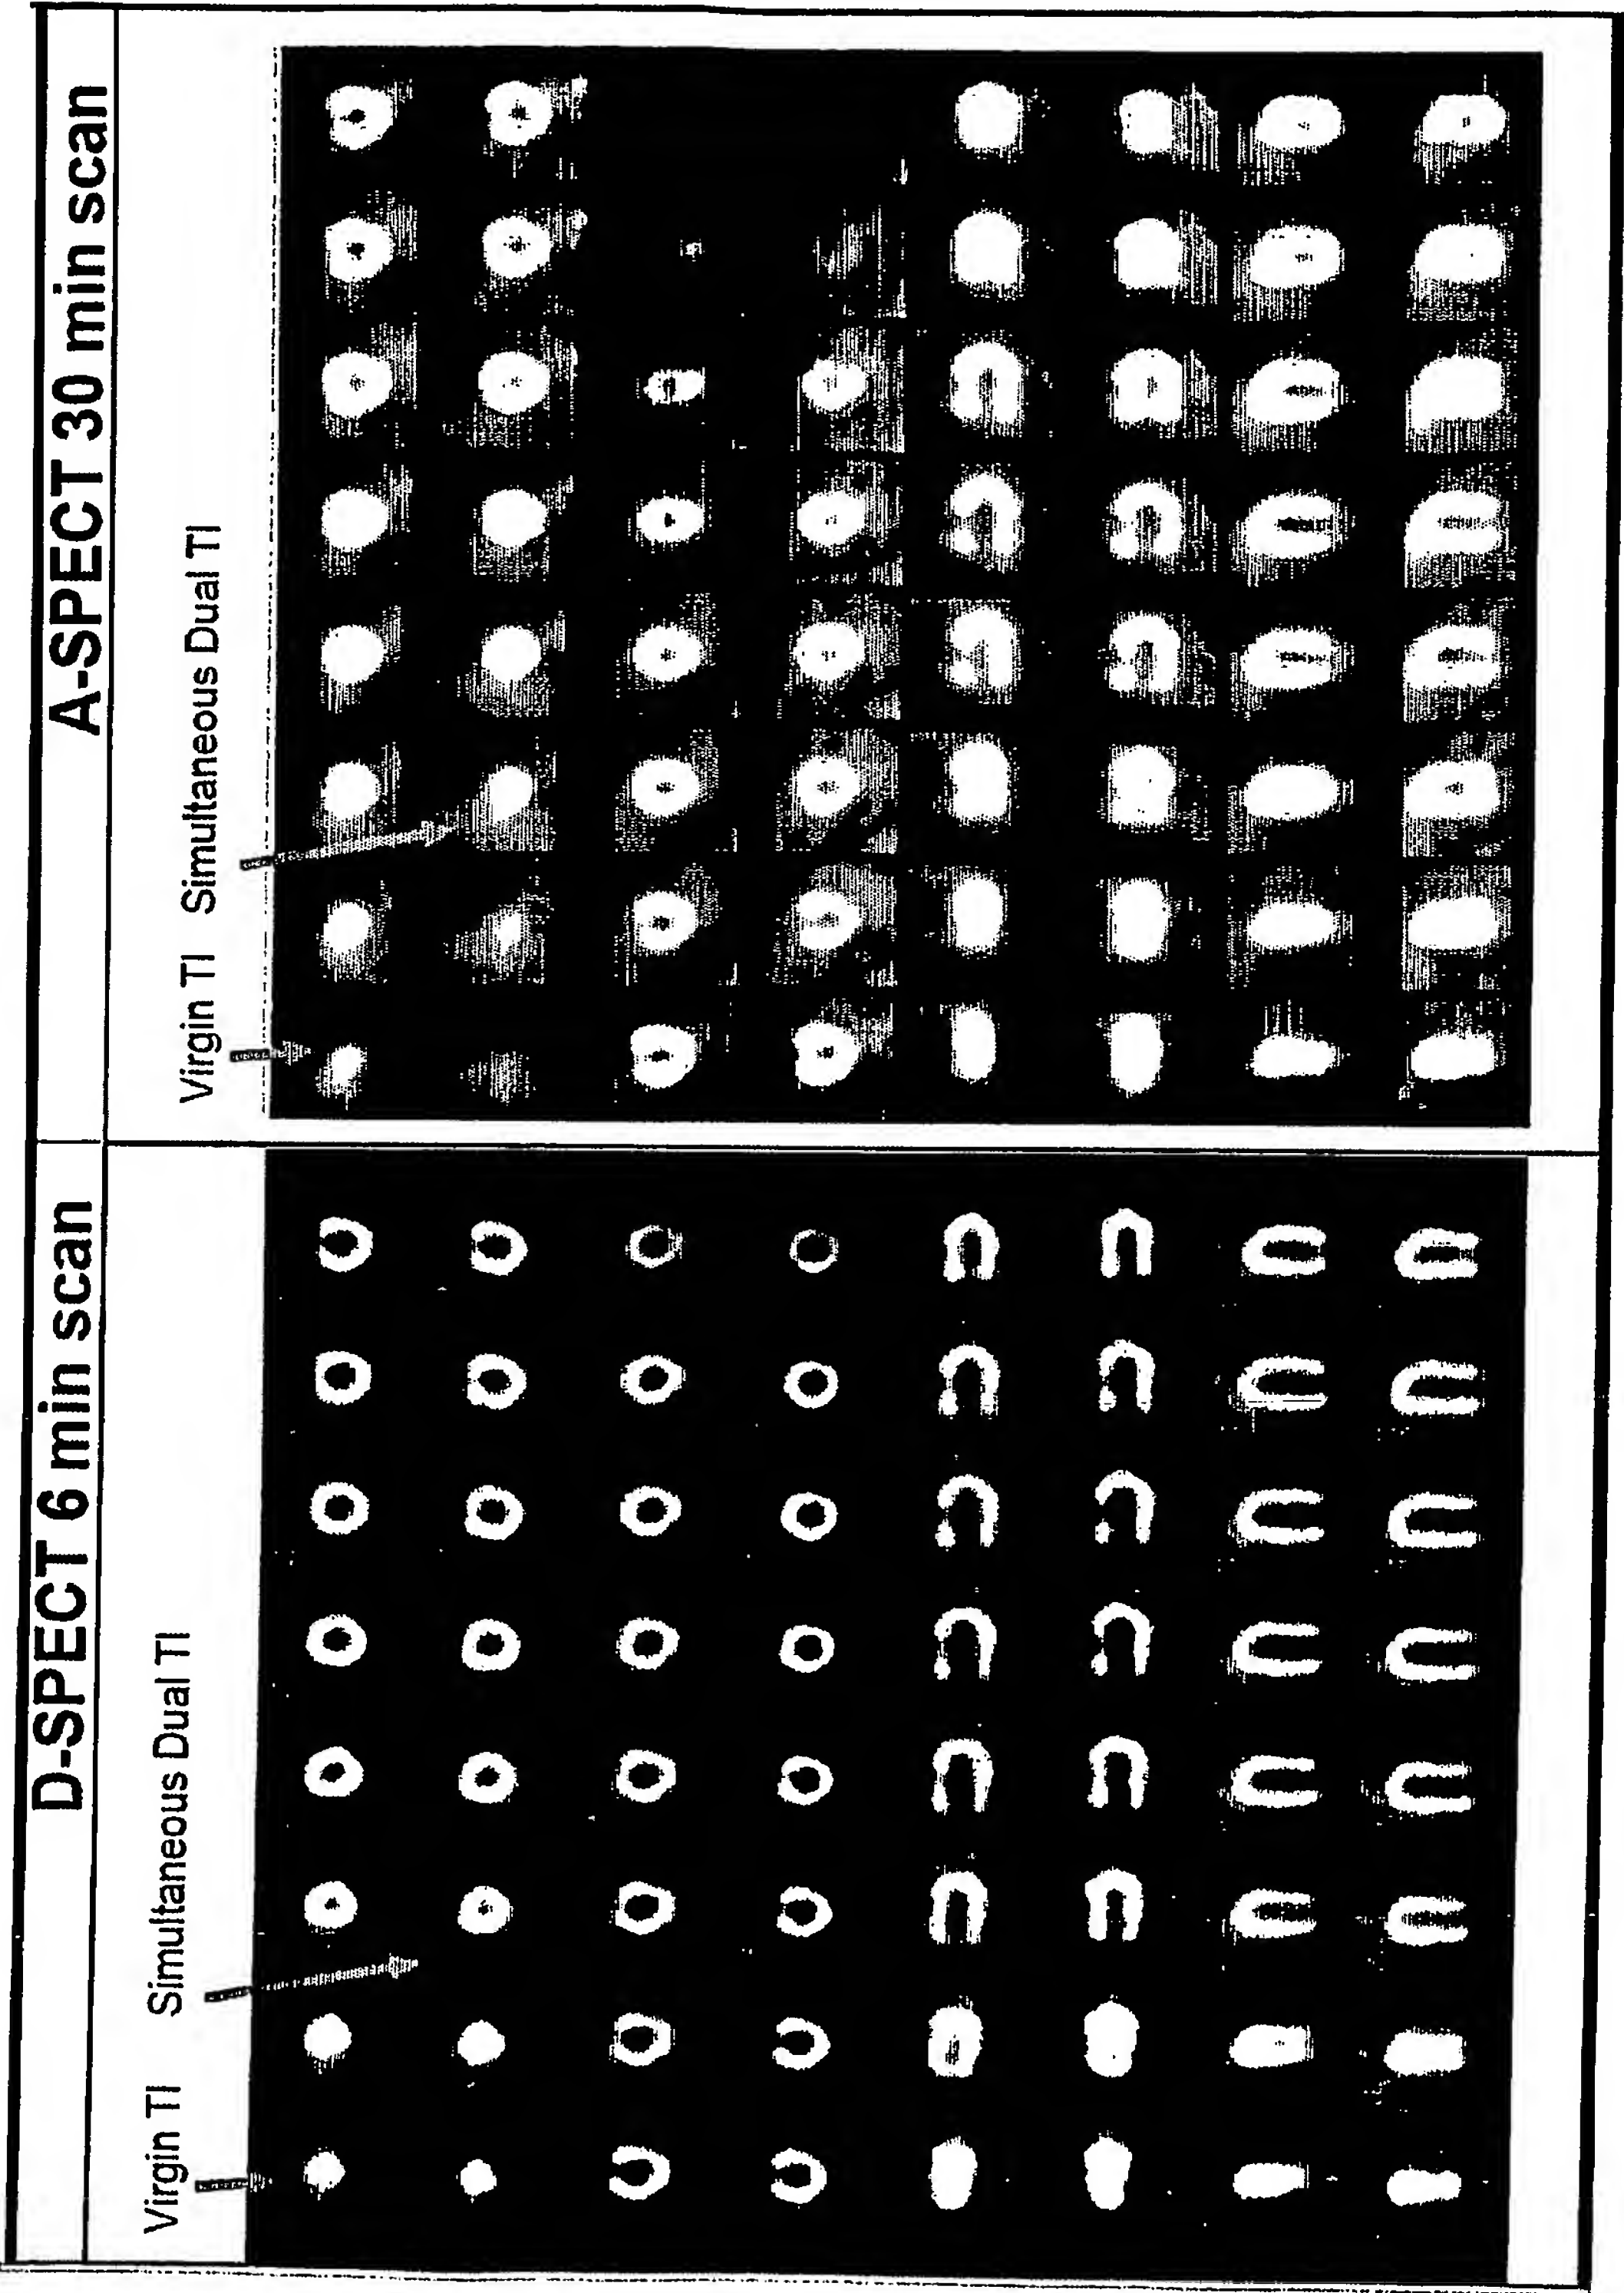 D-SPECT 6 min scan
A-SPECT 30 min scan
Virgin Tl Simultaneous Dual Tl
Virgin Tl Simultaneous Dual Tl